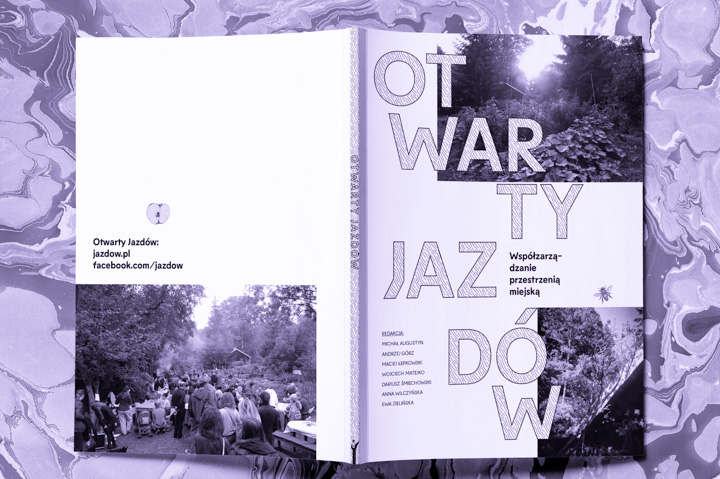 Otwarty Jazdów:
jazdow.pl
facebook.com/jazdow
OTWARTY JAZDÓW
OT
WAR
TY
JAZ
DÓ
W
Współzarzą-
dzanie
przestrzenią
miejską
REDAKCJA:
MICHAŁ AUGUSTYN
ANDRZEJ GÓRZ
MACIEJ ŁEPKOWSKI
WOJCIECH MATEJKO
DARIUSZ ŚMIECHOWSKI
ANNA WILCZYŃSKA
EWA ZIELIŃSKA